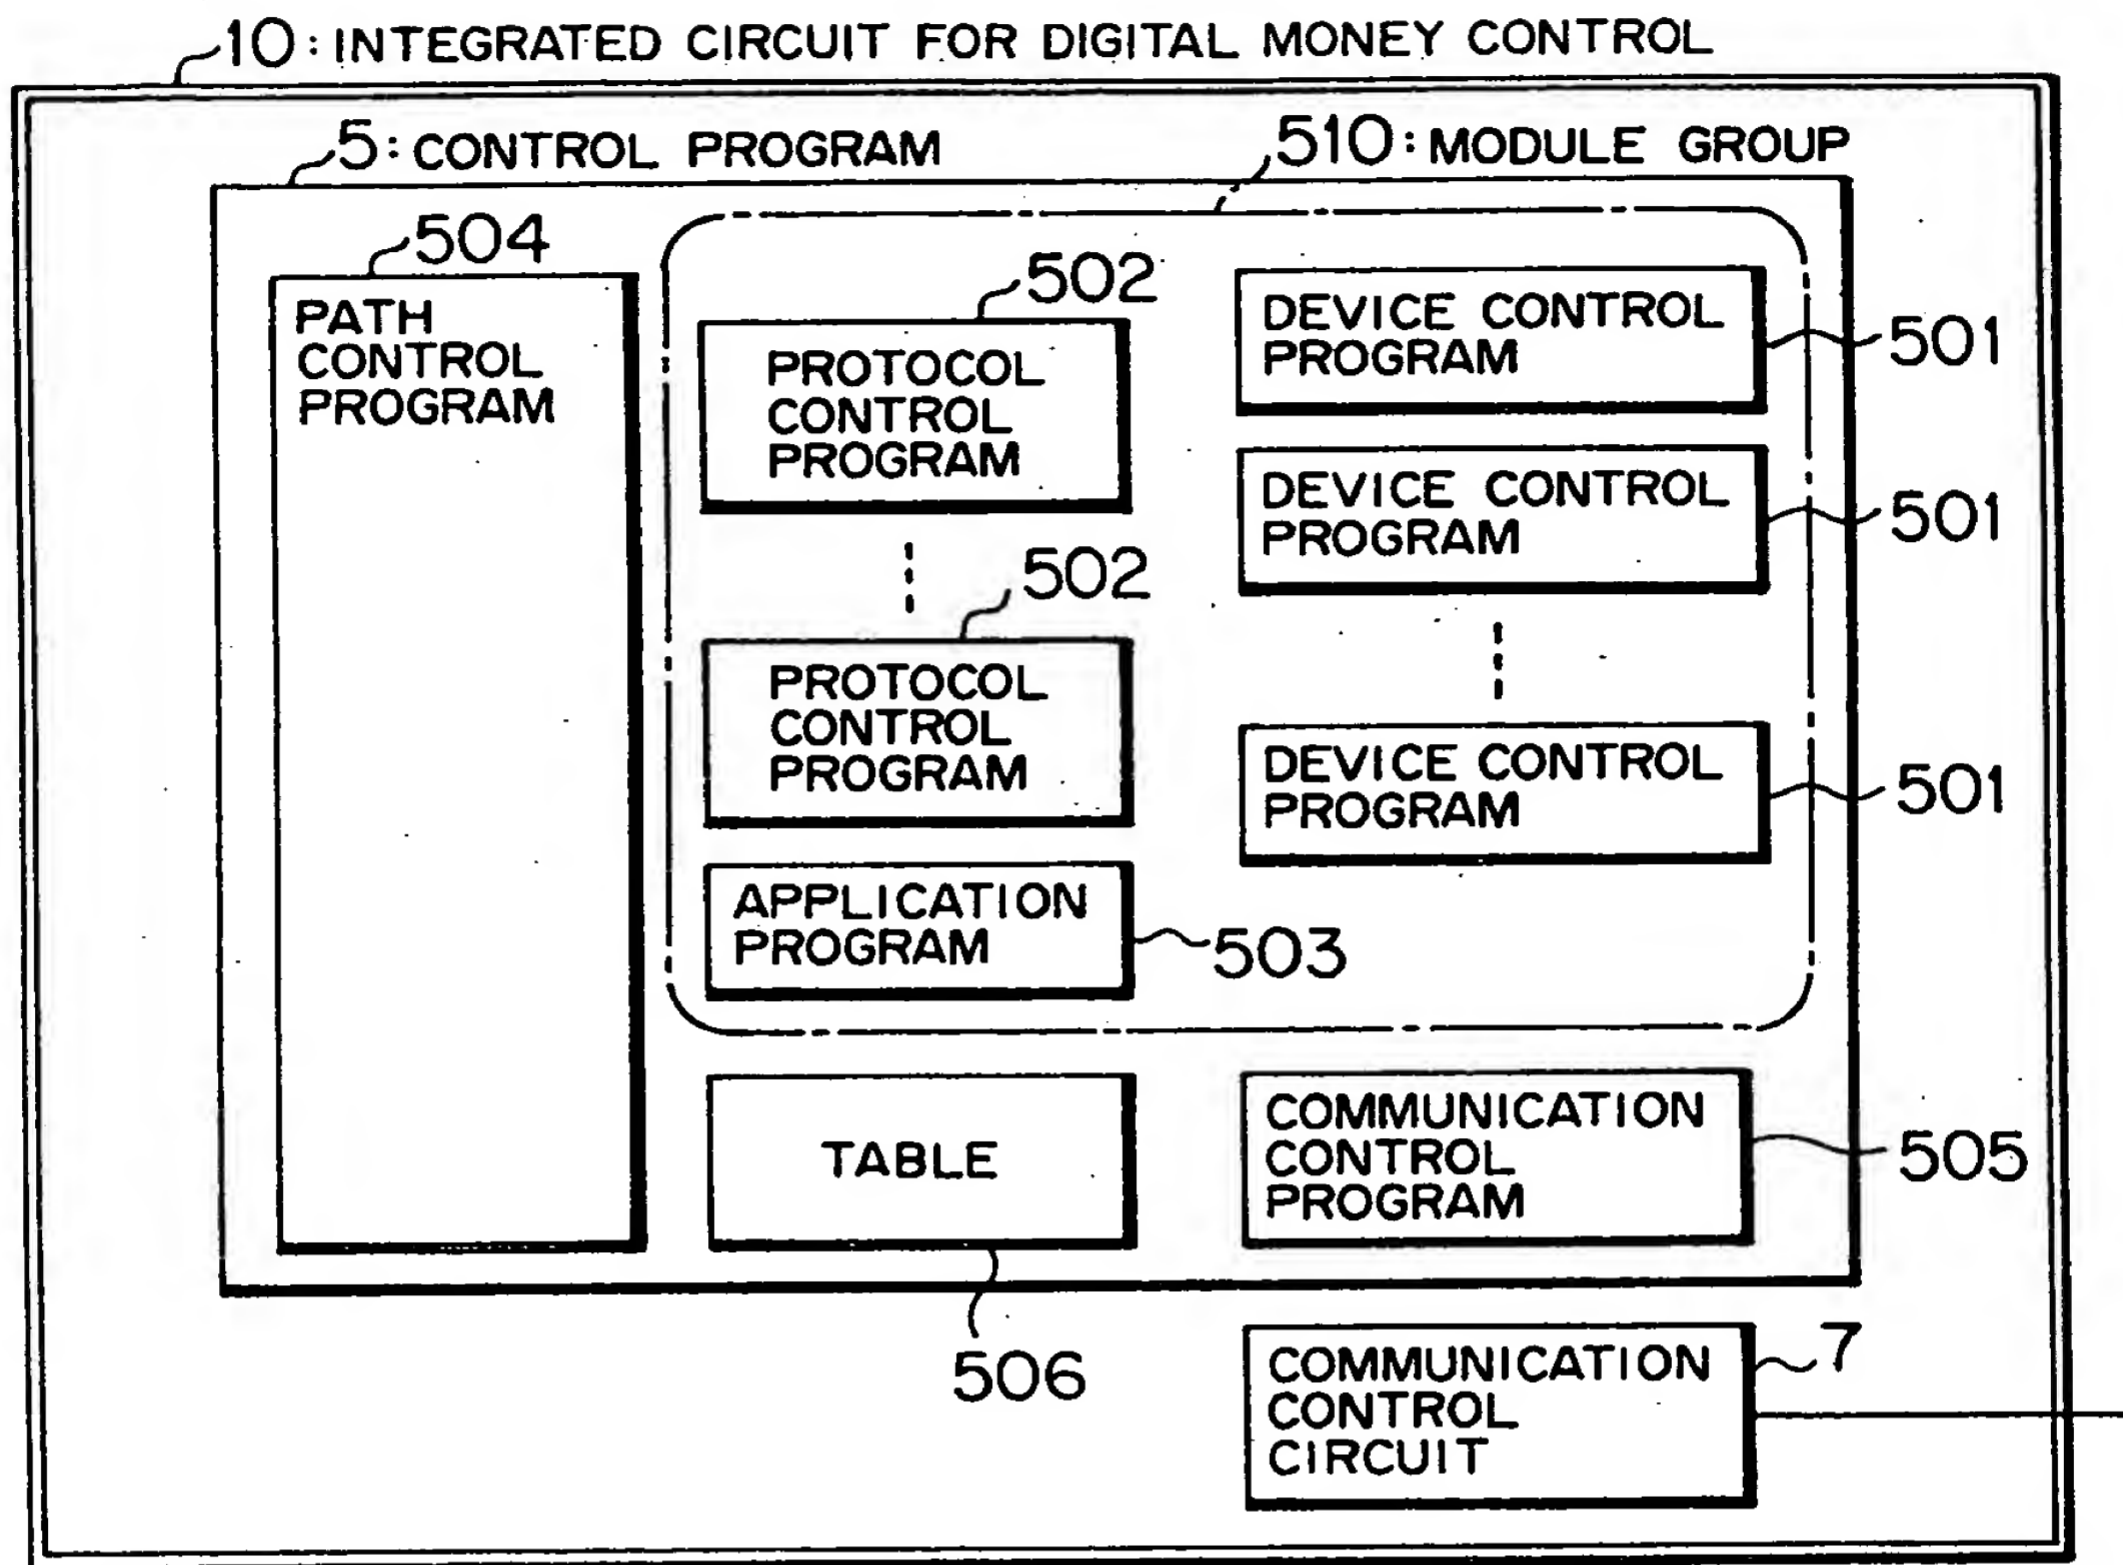 10: INTEGRATED CIRCUIT FOR DIGITAL MONEY CONTROL
5: CONTROL PROGRAM
510: MODULE GROUP
504
PATH
CONTROL
PROGRAM
502
PROTOCOL
CONTROL
PROGRAM
DEVICE CONTROL
PROGRAM
501
DEVICE CONTROL
PROGRAM
501
502
PROTOCOL
CONTROL
PROGRAM
DEVICE CONTROL
PROGRAM
501
APPLICATION
PROGRAM
503
TABLE
506
COMMUNICATION
CONTROL
PROGRAM
505
COMMUNICATION
CONTROL
CIRCUIT
7